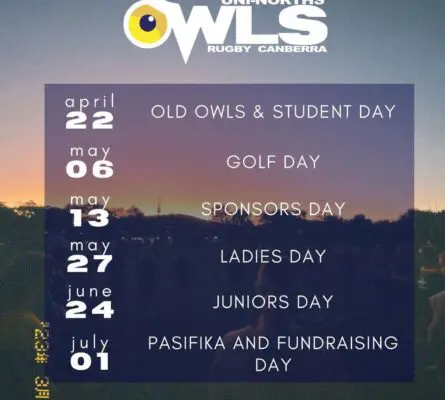 UNI-NORTHS
OWLS
RUGBY CANBERRA
april
22
OLD OWLS & STUDENT DAY
may
06
GOLF DAY
may
13
SPONSORS DAY
may
27
LADIES DAY
june
24
JUNIORS DAY
july
01
PASIFIKA AND FUNDRAISING
DAY